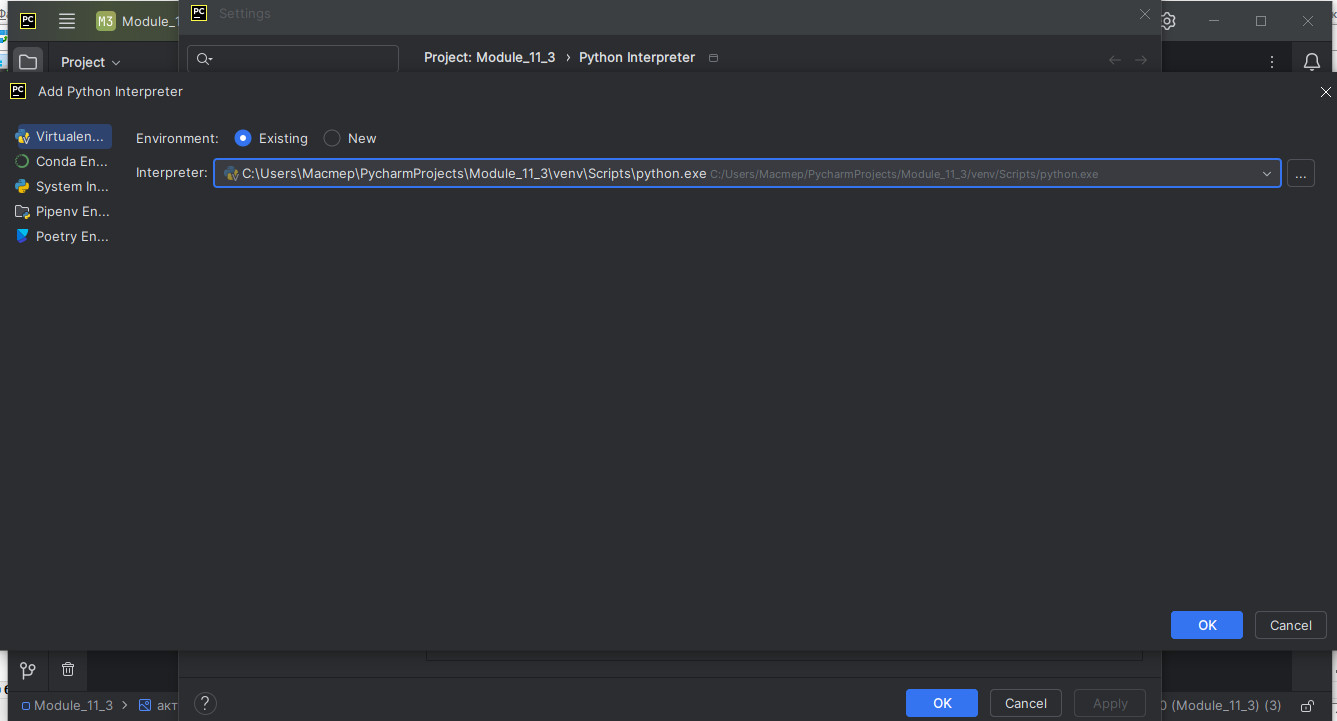 PC M3 Module_1 PC Settings
Project Project: Module_11_3 › Python Interpreter
PC Add Python Interpreter
Virtualen... Environment: Existing New
Conda En... Interpreter: C:\Users\Macmep\PycharmProjects\Module_11_3\venv\Scripts\python.exe C:/Users/Macmep/PycharmProjects/Module_11_3/venv/Scripts/python.exe ...
System In...
Pipenv En...
Poetry En...
OK Cancel
? OK Cancel Apply
Module_11_3 > акт (Module_11_3) (3)